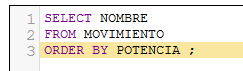 1 SELECT NOMBRE
2 FROM MOVIMIENTO
3 ORDER BY POTENCIA ;